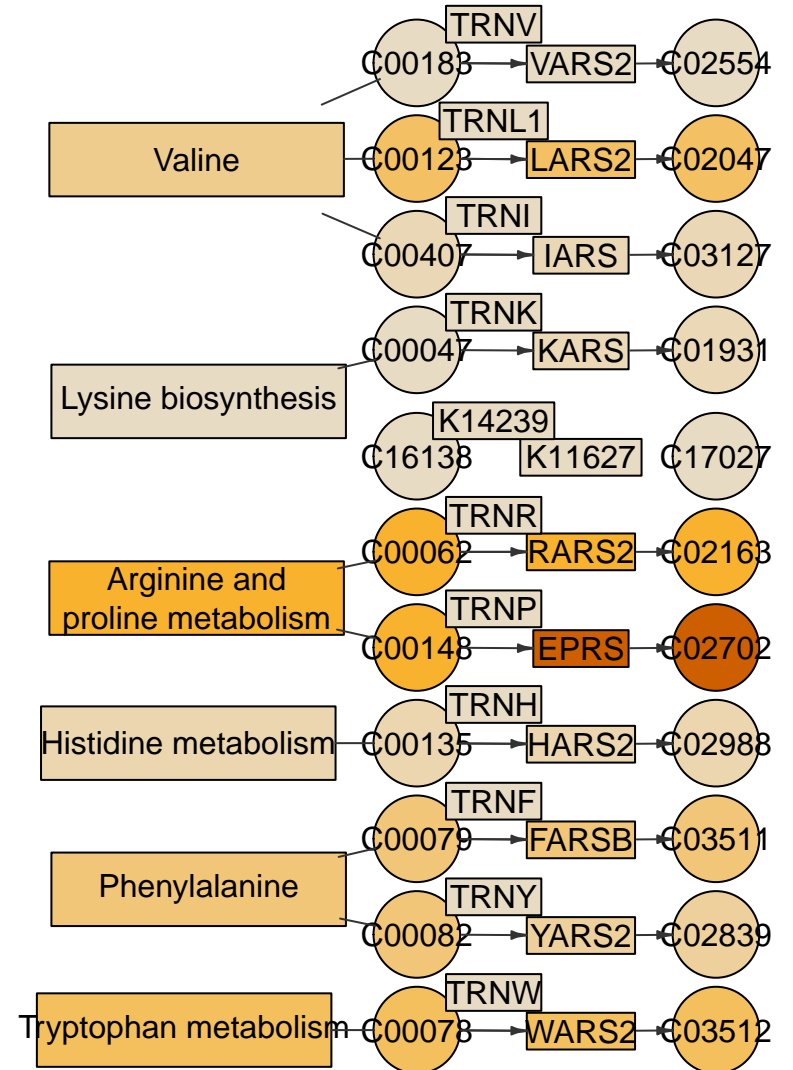 TRNV
C00183 VARS2 C02554
TRNL1
Valine C00123 LARS2 C02047
TRNI
C00407 IARS C03127
TRNK
C00047 KARS C01931
Lysine biosynthesis
K14239
C16138 K11627 C17027
TRNR
C00062 RARS2 C02163
Arginine and
proline metabolism
TRNP
C00148 EPRS C02702
TRNH
Histidine metabolism C00135 HARS2 C02988
TRNF
C00079 FARSB C03511
Phenylalanine
TRNY
C00082 YARS2 C02839
TRNW
Tryptophan metabolism C00078 WARS2 C03512